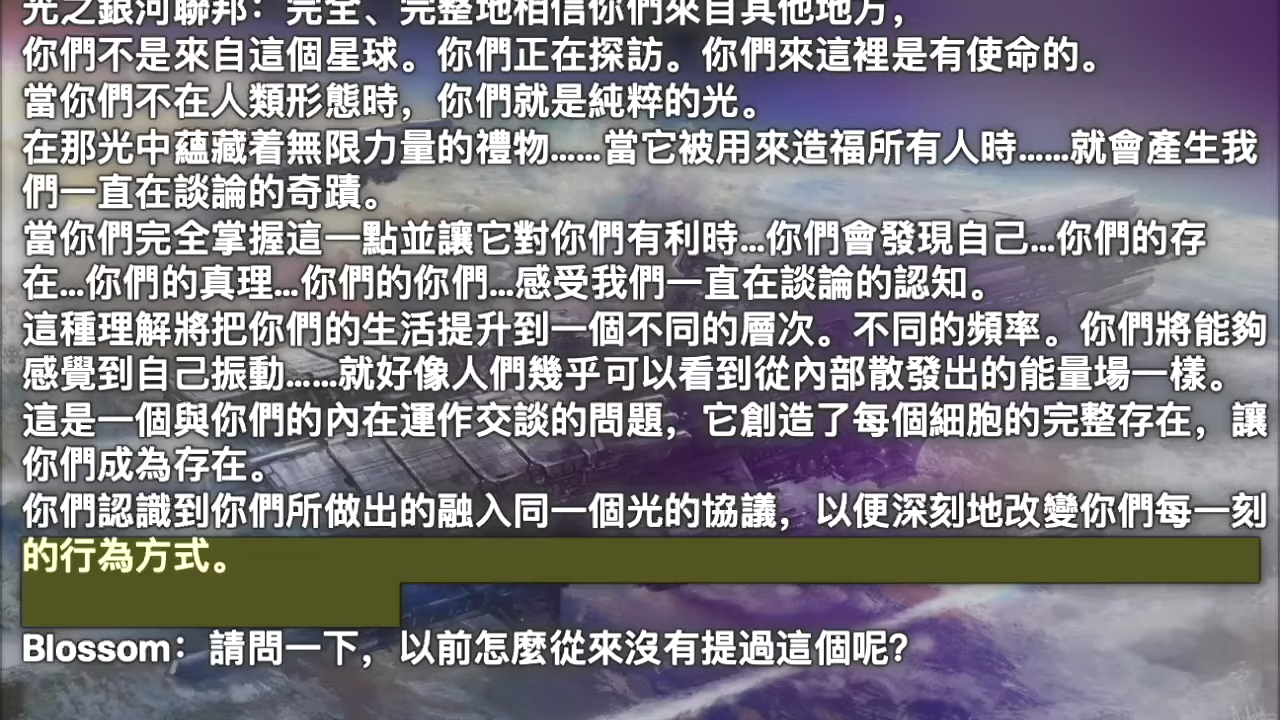 光之銀河聯邦：完全、完整地相信你們來自其他地方，
你們不是來自這個星球。你們正在探訪。你們來這裡是有使命的。
當你們不在人類形態時，你們就是純粹的光。
在那光中蘊藏着無限力量的禮物……當它被用來造福所有人時……就會產生我
們一直在談論的奇蹟。
當你們完全掌握這一點並讓它對你們有利時…你們會發現自己…你們的存
在…你們的真理…你們的你們…感受我們一直在談論的認知。
這種理解將把你們的生活提升到一個不同的層次。不同的頻率。你們將能夠
感覺到自己振動……就好像人們幾乎可以看到從內部散發出的能量場一樣。
這是一個與你們的內在運作交談的問題，它創造了每個細胞的完整存在，讓
你們成為存在。
你們認識到你們所做出的融入同一個光的協議，以便深刻地改變你們每一刻
的行為方式。
Blossom：請問一下，以前怎麼從來沒有提過這個呢？